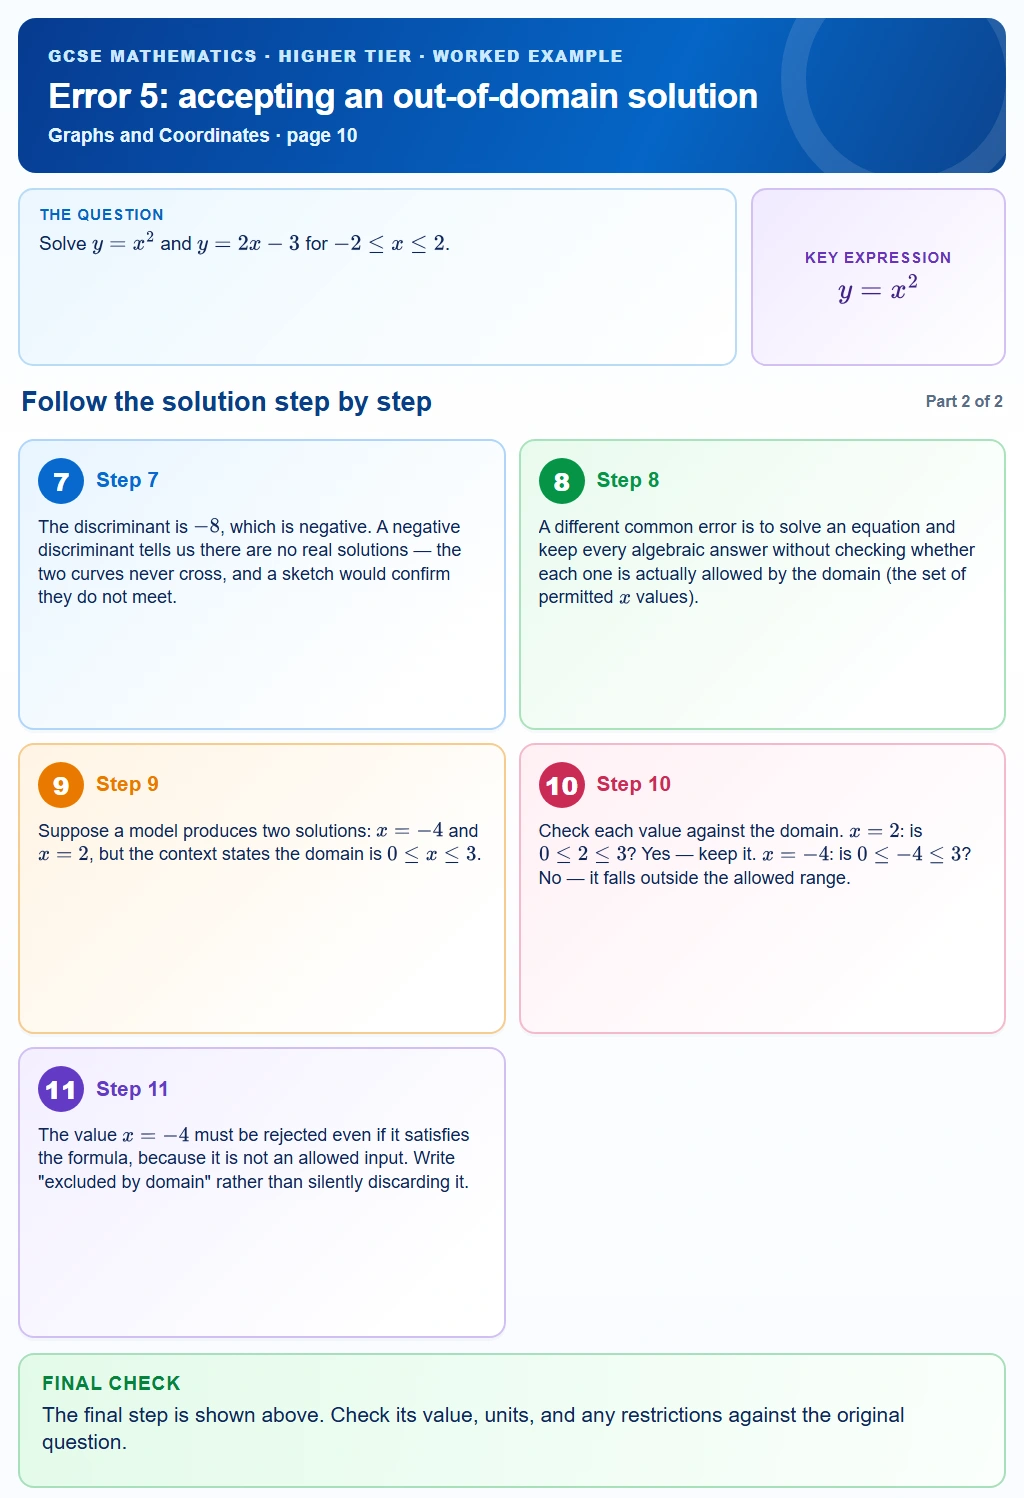 GCSE MATHEMATICS · HIGHER TIER · WORKED EXAMPLE
Error 5: accepting an out-of-domain solution
Graphs and Coordinates · page 10
THE QUESTION
Solve y = x² and y = 2x − 3 for −2 ≤ x ≤ 2.
KEY EXPRESSION
y = x²
Follow the solution step by step
Part 2 of 2
7 Step 7
The discriminant is −8, which is negative. A negative
discriminant tells us there are no real solutions — the
two curves never cross, and a sketch would confirm
they do not meet.
8 Step 8
A different common error is to solve an equation and
keep every algebraic answer without checking whether
each one is actually allowed by the domain (the set of
permitted x values).
9 Step 9
Suppose a model produces two solutions: x = −4 and
x = 2, but the context states the domain is 0 ≤ x ≤ 3.
10 Step 10
Check each value against the domain. x = 2: is
0 ≤ 2 ≤ 3? Yes — keep it. x = −4: is 0 ≤ −4 ≤ 3?
No — it falls outside the allowed range.
11 Step 11
The value x = −4 must be rejected even if it satisfies
the formula, because it is not an allowed input. Write
"excluded by domain" rather than silently discarding it.
FINAL CHECK
The final step is shown above. Check its value, units, and any restrictions against the original
question.